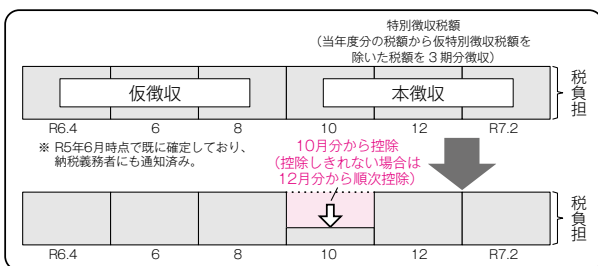 特別徴収税額
(当年度分の税額から仮特別徴収税額を
除いた税額を3期分徴収)
仮徴収
本徴収
税負担
R6.4
6
8
10
12
R7.2
※ R5年6月時点で既に確定しており、
納税義務者にも通知済み。
10月分から控除
(控除しきれない場合は
12月分から順次控除)
税負担
R6.4
6
8
10
12
R7.2